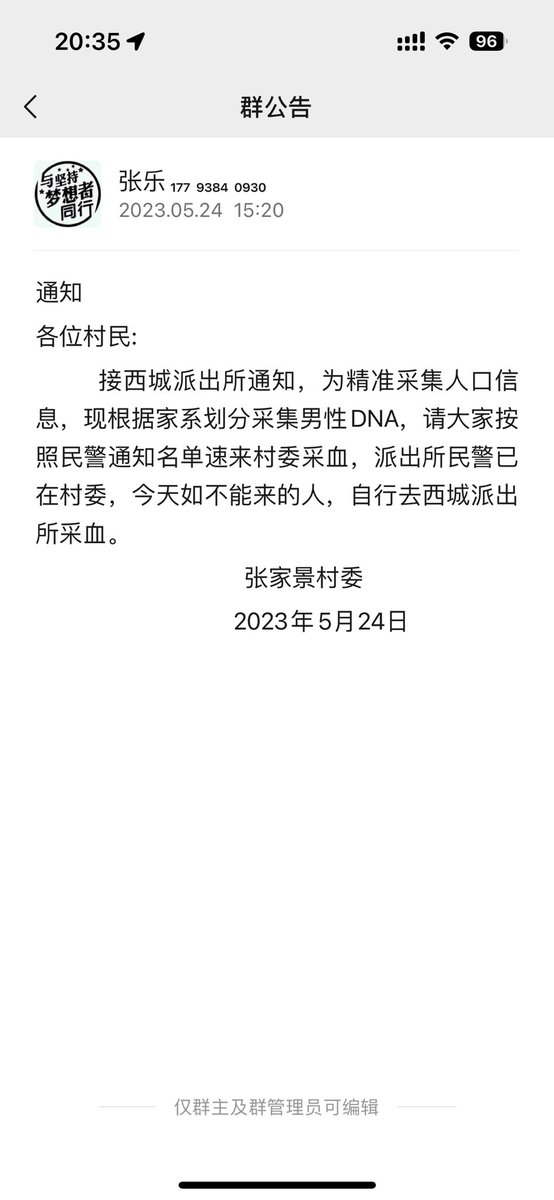 20:35
96
群公告
与坚持
梦想者
同行
张乐 177 9384 0930
2023.05.24 15:20
通知
各位村民:
接西城派出所通知，为精准采集人口信
息，现根据家系划分采集男性DNA，请大家按
照民警通知名单速来村委采血，派出所民警已
在村委，今天如不能来的人，自行去西城派出
所采血。
张家景村委
2023年5月24日
仅群主及群管理员可编辑